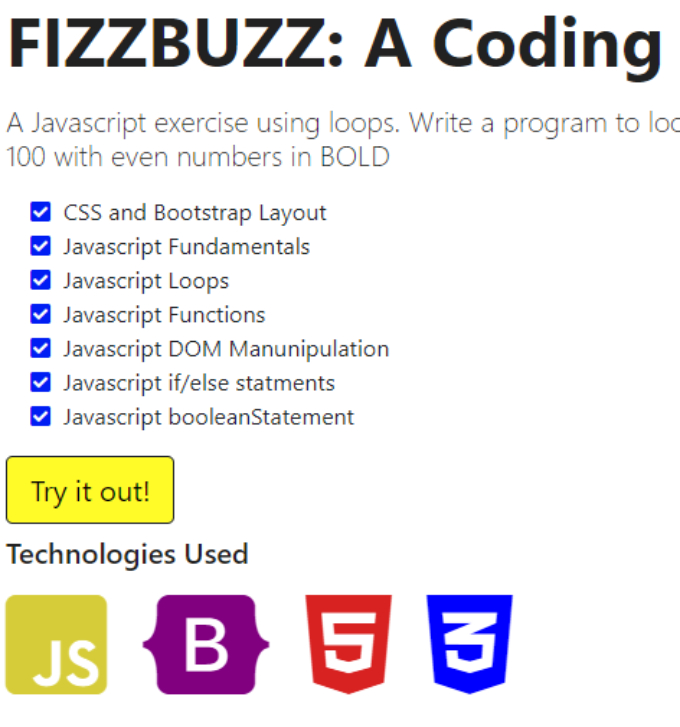 FIZZBUZZ: A Coding
A Javascript exercise using loops. Write a program to loo
100 with even numbers in BOLD
CSS and Bootstrap Layout
Javascript Fundamentals
Javascript Loops
Javascript Functions
Javascript DOM Manunipulation
Javascript if/else statments
Javascript booleanStatement
Try it out!
Technologies Used
JS B 5 3